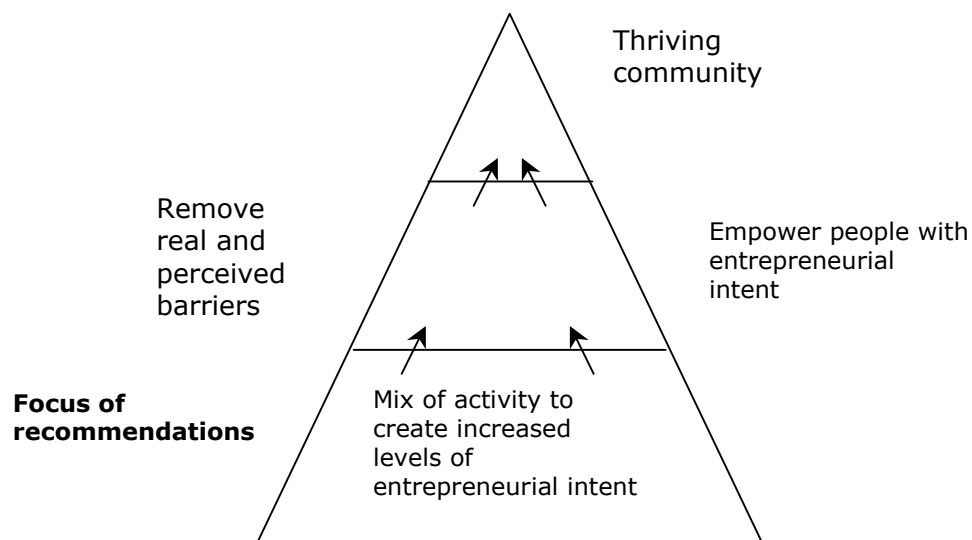 Thriving
community
Remove
real and
perceived
barriers
Empower people with
entrepreneurial
intent
Focus of
recommendations
Mix of activity to
create increased
levels of
entrepreneurial intent